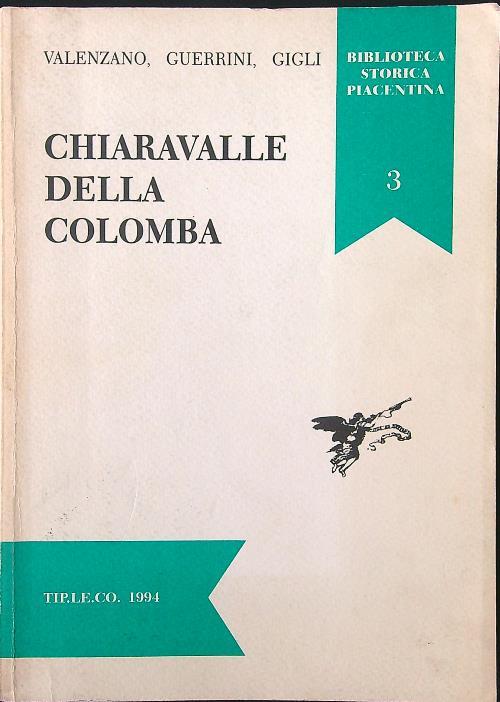 VALENZANO, GUERRINI, GIGLI
BIBLIOTECA
STORICA
PIACENTINA
3
CHIARAVALLE
DELLA
COLOMBA
TIP.LE.CO. 1994